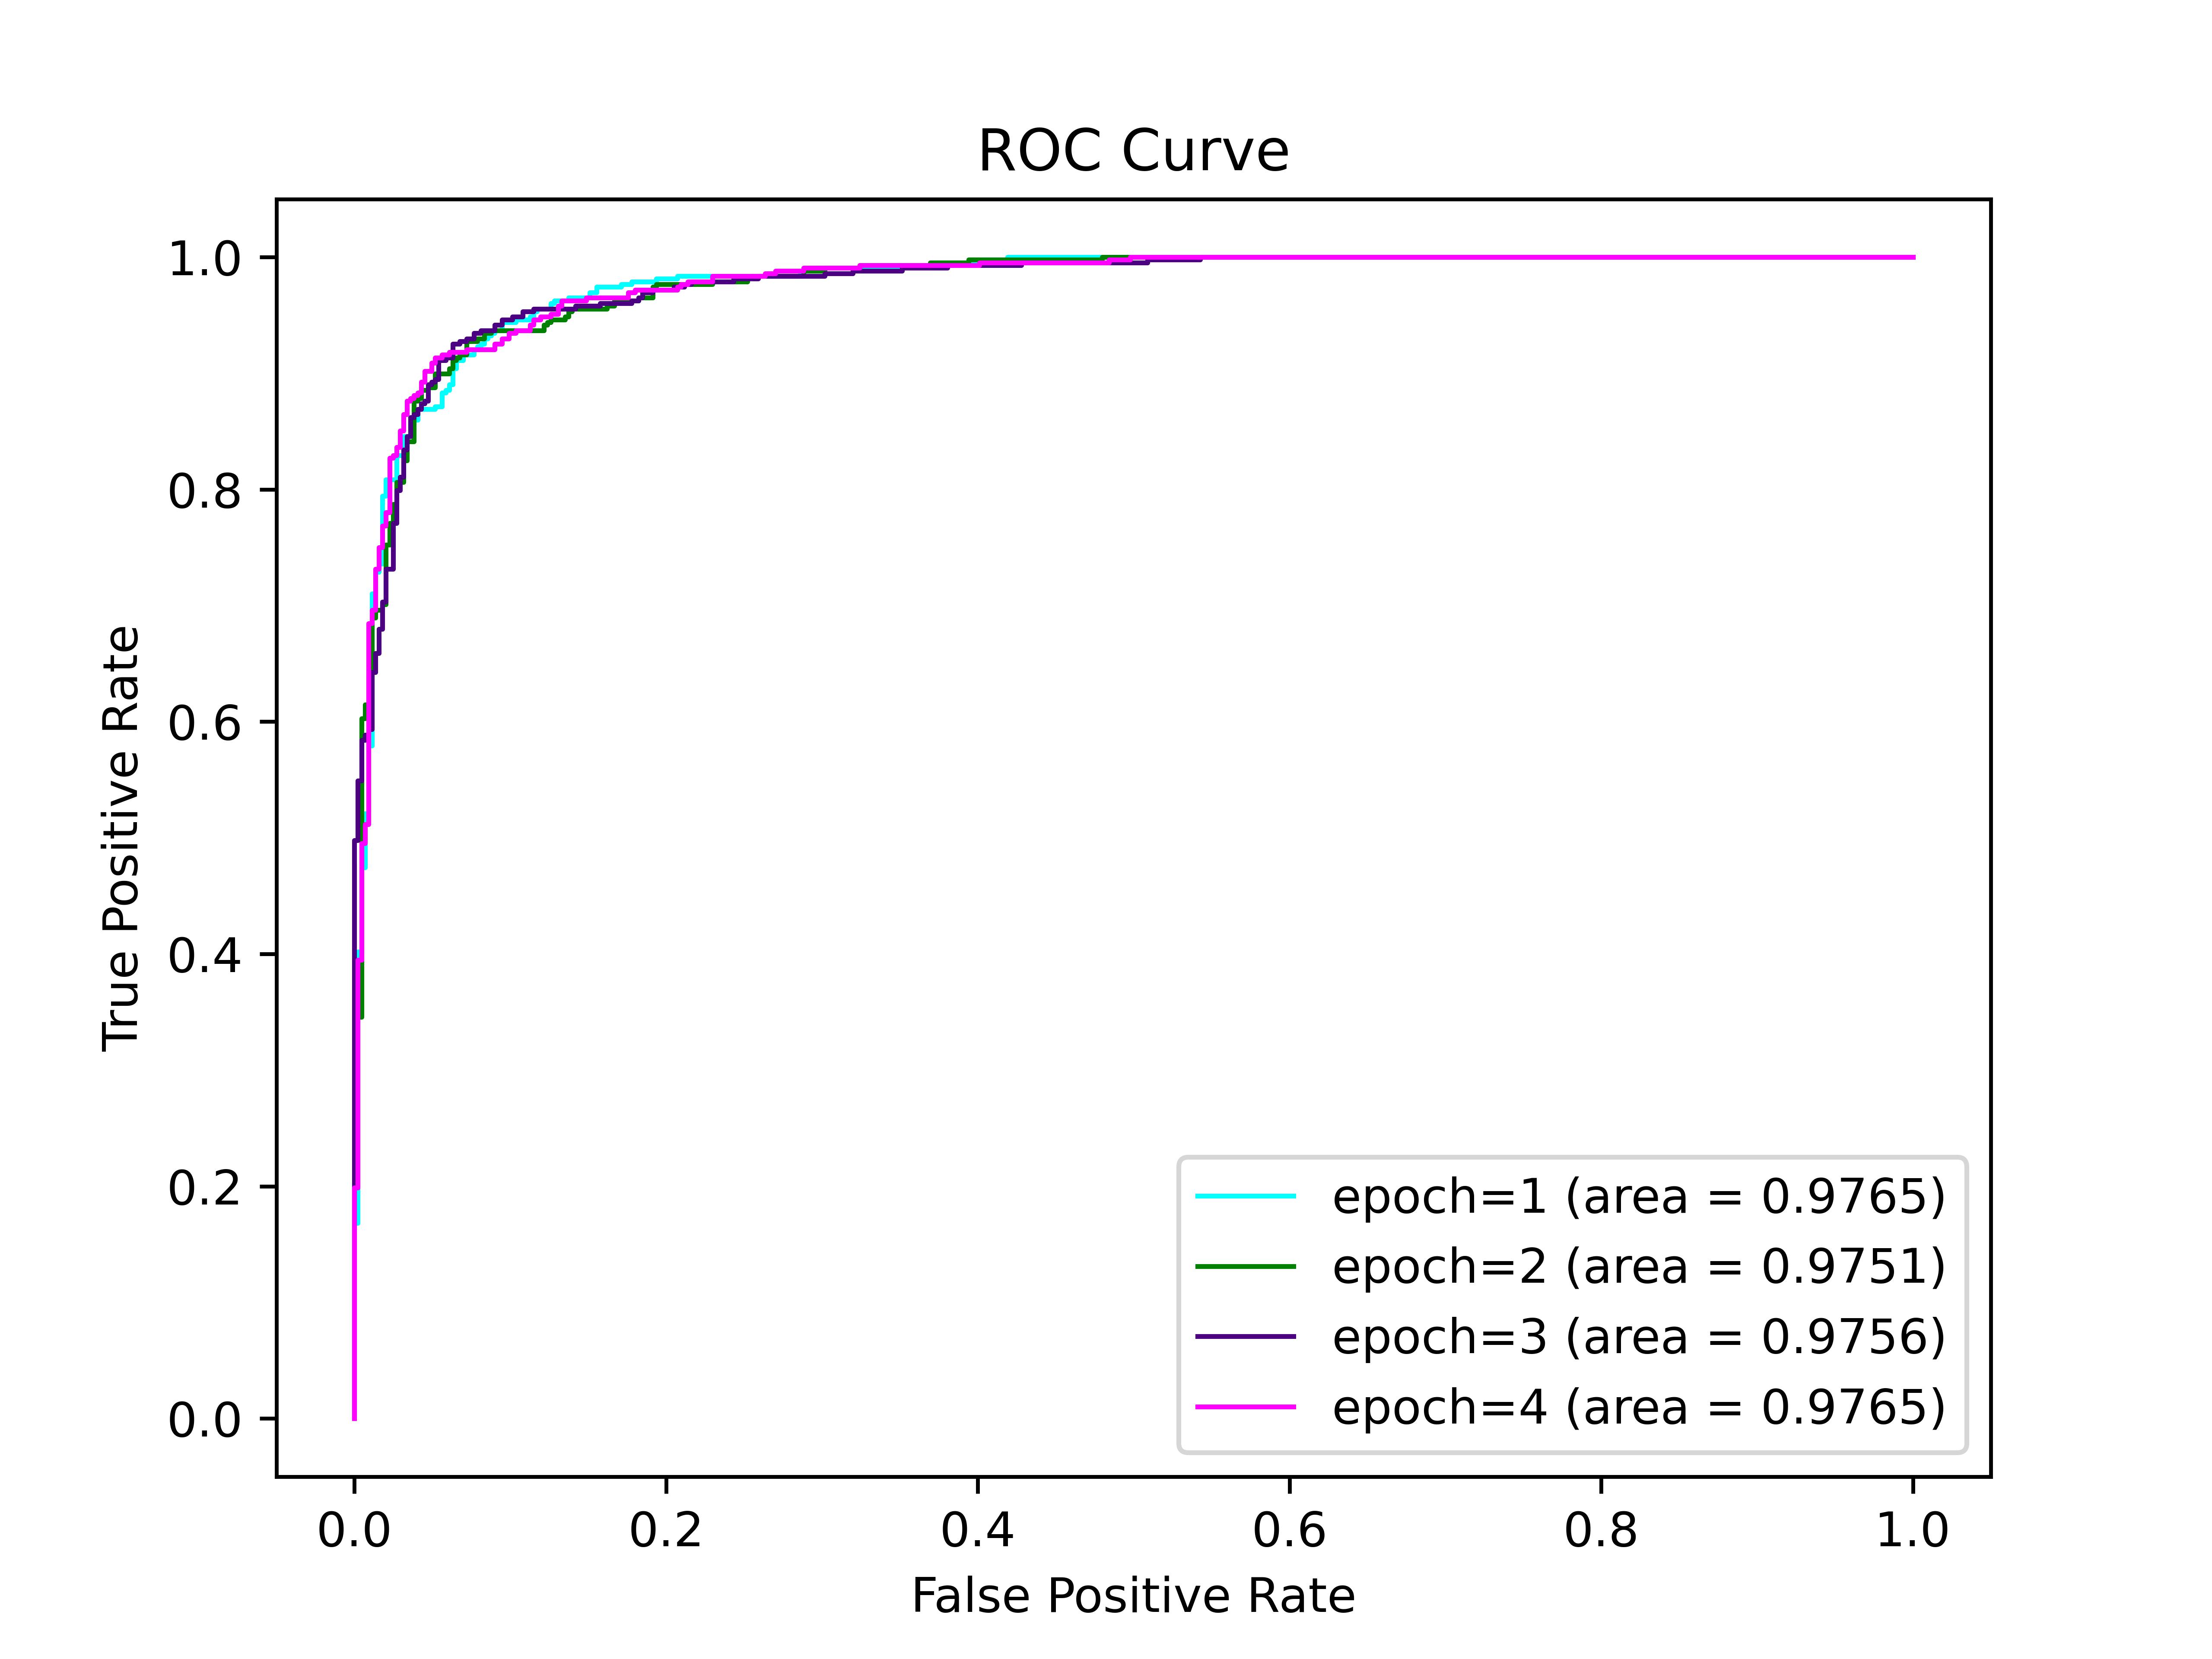 ROC Curve
1.0
0.8
0.6
0.4
0.2
0.0
True Positive Rate
epoch=1 (area = 0.9765)
epoch=2 (area = 0.9751)
epoch=3 (area = 0.9756)
epoch=4 (area = 0.9765)
0.0 0.2 0.4 0.6 0.8 1.0
False Positive Rate